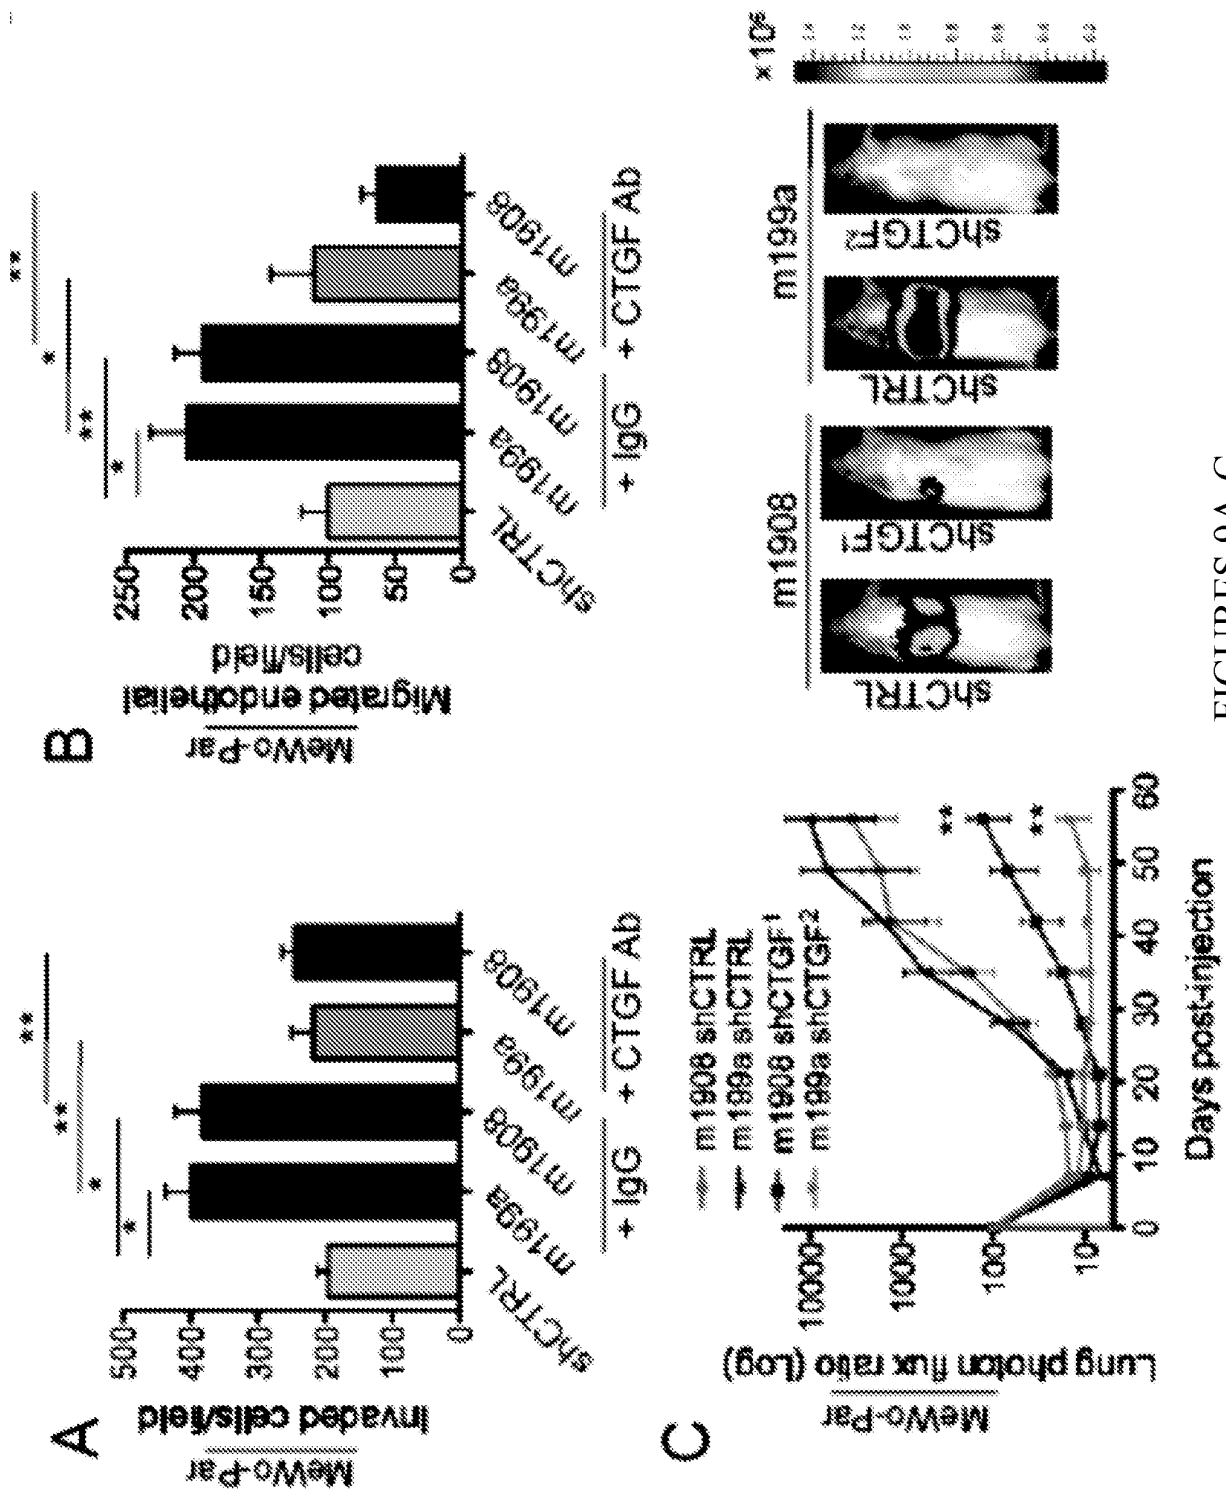 A
MeWo-Par
Invaded cells/field
500
400
300
200
100
0
* * ** **
shCTRL
m199a
m1908
m199a
m1908
+ IgG + CTGF Ab
B
MeWo-Par
Migrated endothelial
cells/field
250
200
150
100
50
0
* ** * **
shCTRL
m199a
m1908
m199a
m1908
+ IgG + CTGF Ab
C
MeWo-Par
Lung photon flux ratio (Log)
10000
1000
100
10
m1908 shCTRL
m199a shCTRL
m1908 shCTGF1
m199a shCTGF2
**
**
0 10 20 30 40 50 60
Days post-injection
m1908 m199a
shCTRL
shCTGF1
shCTRL
shCTGF2
FIGURES 9A-C